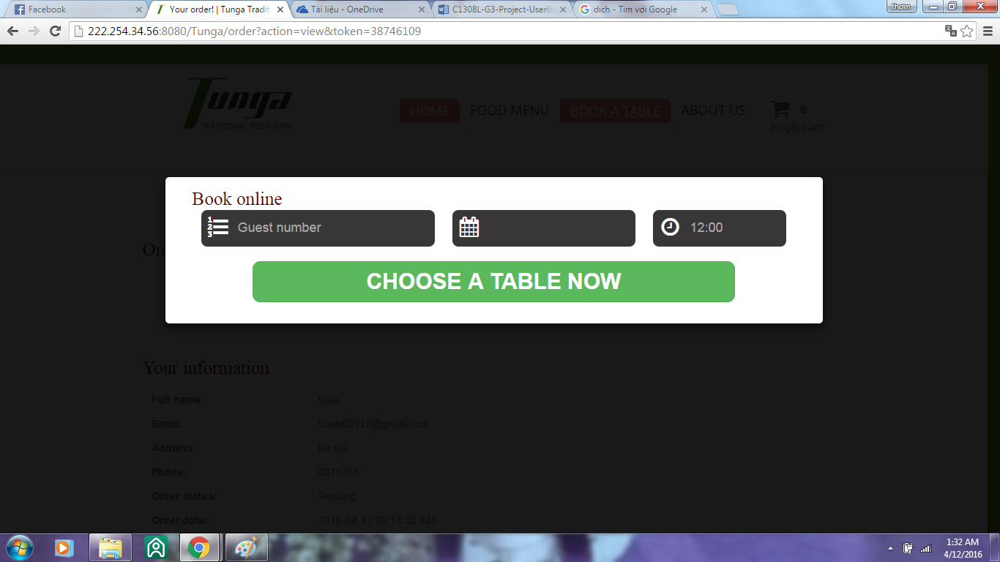 Facebook
Your order! | Tunga Tradit
Tài liệu - OneDrive
C1308L-G3-Project-UserG
dich - Tìm với Google
thom
222.254.34.56:8080/Tunga/order?action=view&token=38746109
Tunga
TRADITIONAL RESTAURANT
HOME
FOOD MENU
BOOK A TABLE
ABOUT US
0
Empty cart!
Book online
Guest number
12:00
CHOOSE A TABLE NOW
Your information
Full name: tuan
Email: tuandt0912@gmail.com
Address: ha noi
Phone: 0978768
Order status: Pending
Order date: 2016-04-12 00:14:32.843
1:32 AM
4/12/2016